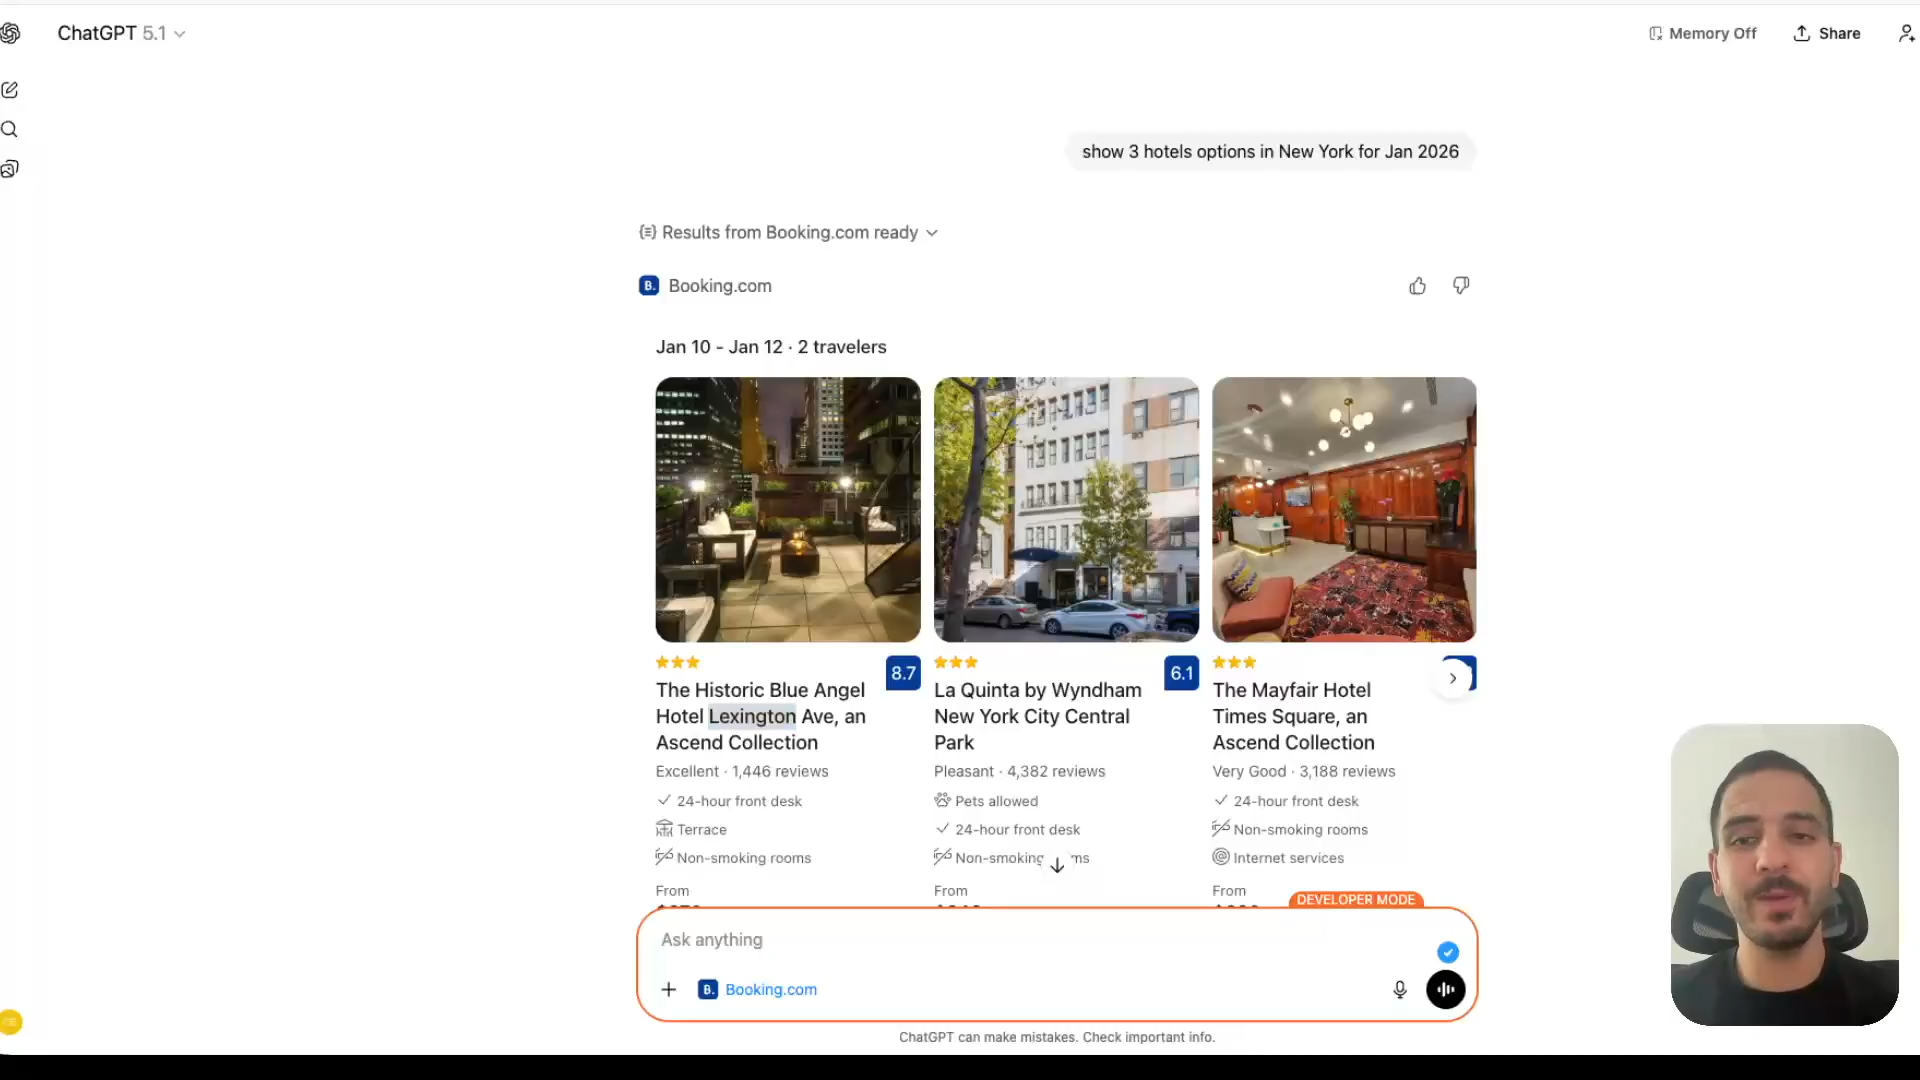 ChatGPT 5.1
Memory Off
Share
show 3 hotels options in New York for Jan 2026
Results from Booking.com ready
B. Booking.com
Jan 10 - Jan 12 · 2 travelers
8.7
The Historic Blue Angel
Hotel Lexington Ave, an
Ascend Collection
Excellent · 1,446 reviews
24-hour front desk
Terrace
Non-smoking rooms
From
6.1
La Quinta by Wyndham
New York City Central
Park
Pleasant · 4,382 reviews
Pets allowed
24-hour front desk
Non-smoking
From
The Mayfair Hotel
Times Square, an
Ascend Collection
Very Good · 3,188 reviews
24-hour front desk
Non-smoking rooms
Internet services
From
DEVELOPER MODE
Ask anything
B. Booking.com
ChatGPT can make mistakes. Check important info.